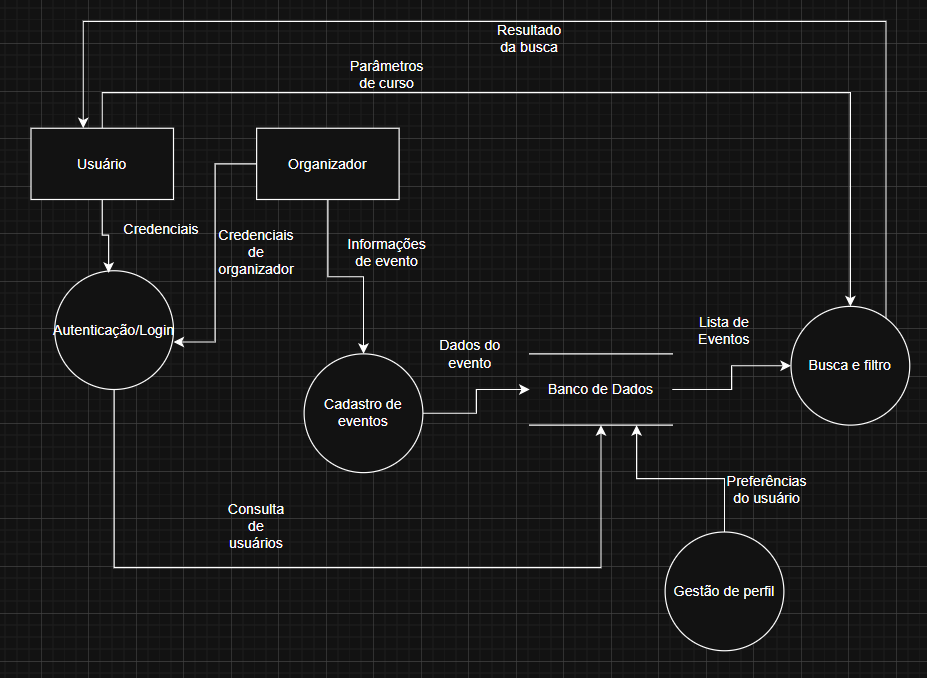 Resultado
da busca
Parâmetros
de curso
Usuário
Organizador
Credenciais
Credenciais
de
organizador
Informações
de evento
Autenticação/Login
Lista de
Eventos
Dados do
evento
Busca e filtro
Banco de Dados
Cadastro de
eventos
Preferências
do usuário
Consulta
de
usuários
Gestão de perfil